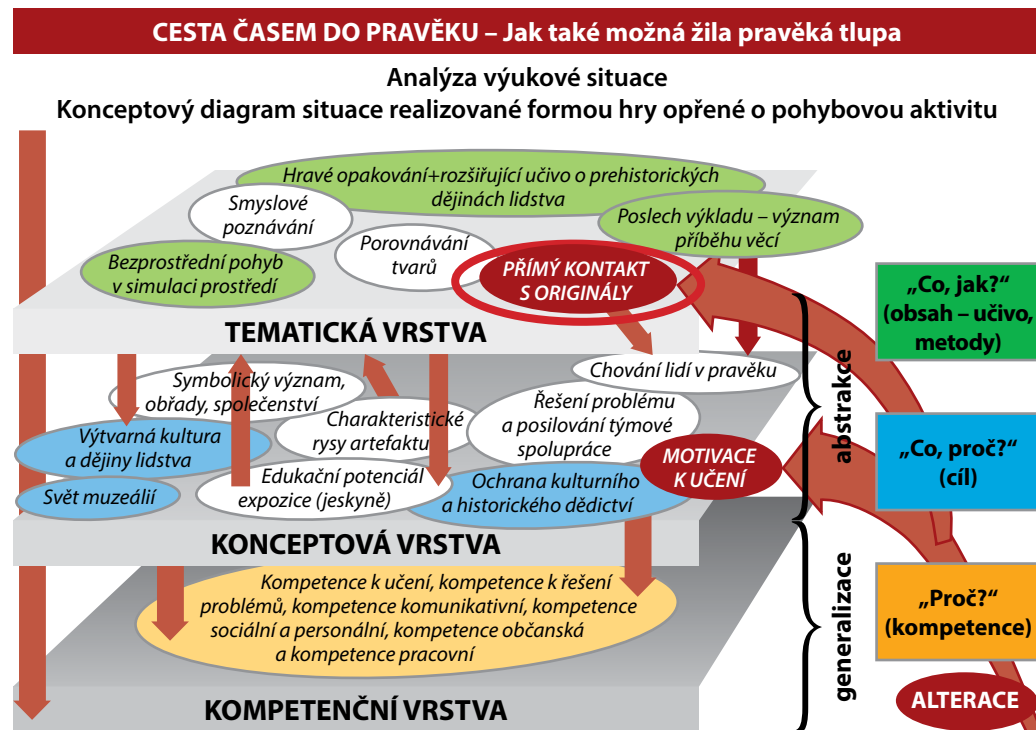 CESTA ČASEM DO PRAVĚKU – Jak také možná žila pravěká tlupa
Analýza výukové situace
Konceptový diagram situace realizované formou hry opřené o pohybovou aktivitu
Hravé opakování+rozšiřující učivo o prehistorických
dějinách lidstva
Smyslové
poznávání
Poslech výkladu – význam
příběhu věcí
Porovnávání
tvarů
Bezprostřední pohyb
v simulaci prostředí
PŘÍMÝ KONTAKT
S ORIGINÁLY
TEMATICKÁ VRSTVA
„Co, jak?“
(obsah – učivo,
metody)
Symbolický význam,
obřady, společenství
Chování lidí v pravěku
Charakteristické
rysy artefaktu
Řešení problému
a posilování týmové
spolupráce
Výtvarná kultura
a dějiny lidstva
MOTIVACE
K UČENÍ
Edukační potenciál
expozice (jeskyně)
Ochrana kulturního
a historického dědictví
Svět muzeálií
KONCEPTOVÁ VRSTVA
abstrakce
„Co, proč?“
(cíl)
Kompetence k učení, kompetence k řešení
problémů, kompetence komunikativní, kompetence
sociální a personální, kompetence občanská
a kompetence pracovní
KOMPETENČNÍ VRSTVA
generalizace
„Proč?“
(kompetence)
ALTERACE